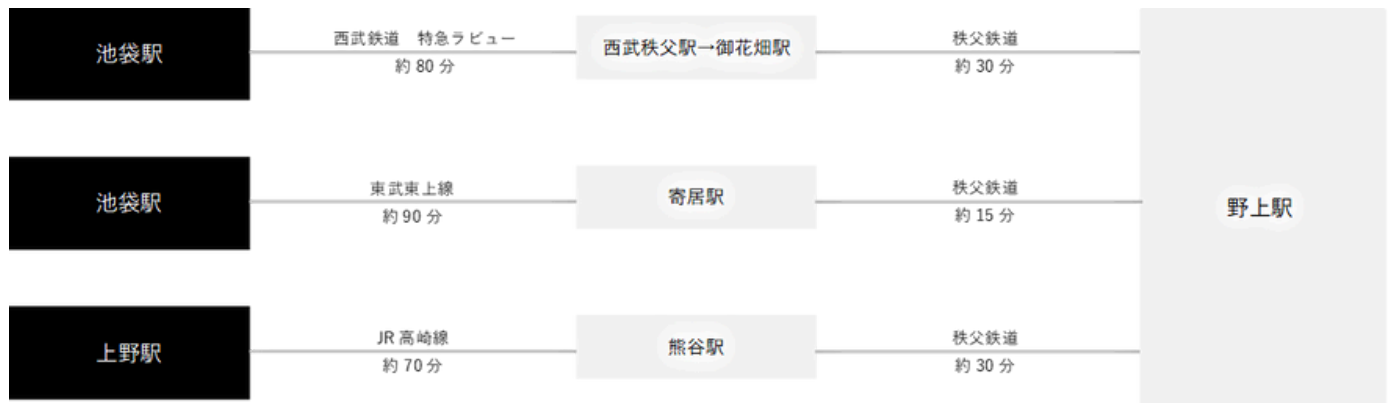 池袋駅
西武鉄道　特急ラビュー
約 80 分
西武秩父駅→御花畑駅
秩父鉄道
約 30 分
池袋駅
東武東上線
約 90 分
寄居駅
秩父鉄道
約 15 分
野上駅
上野駅
JR 高崎線
約 70 分
熊谷駅
秩父鉄道
約 30 分